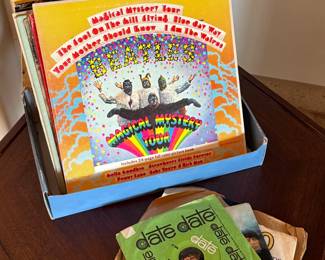 Magical Mystery Tour
The Fool On The Hill Flying Blue Jay Way
Your Mother Should Know I Am The Walrus
BEATLES
MAGICAL MYSTERY
TOUR
Includes 24-page full color picture book
Hello Goodbye Strawberry Fields Forever
Penny Lane Baby You're A Rich Man
date date
date
date
date